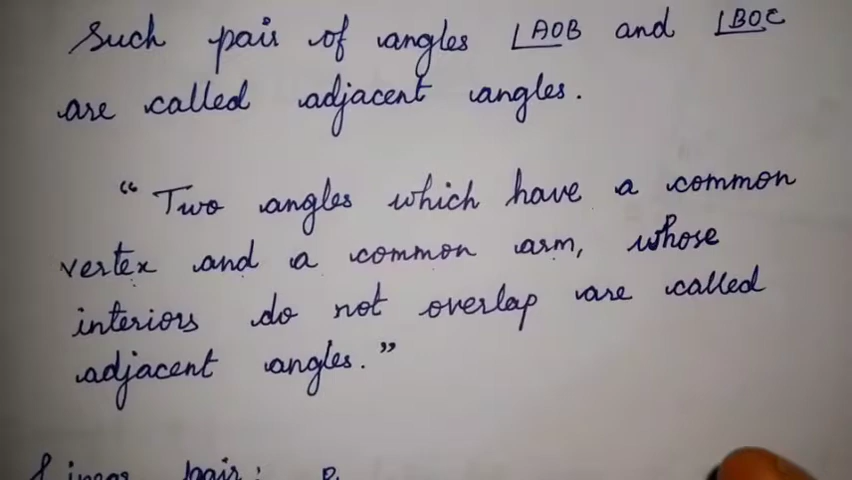 Such pair of angles ∠AOB and ∠BOC
are called adjacent angles.
“Two angles which have a common
vertex and a common arm, whose
interiors do not overlap are called
adjacent angles.”
Linear pair: